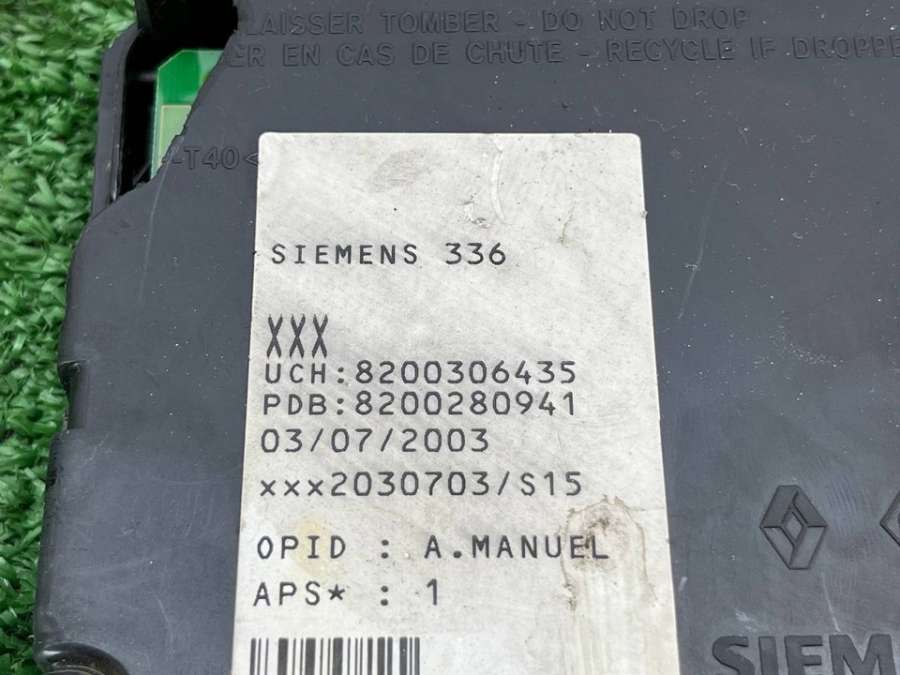 LAISSER TOMBER - DO NOT DROP
ER EN CAS DE CHUTE - RECYCLE IF DROPPE
-T40<
SIEMENS 336
XXX
UCH:8200306435
PDB:8200280941
03/07/2003
xxx2030703/S15
OPID : A.MANUEL
APS* : 1
SIEM